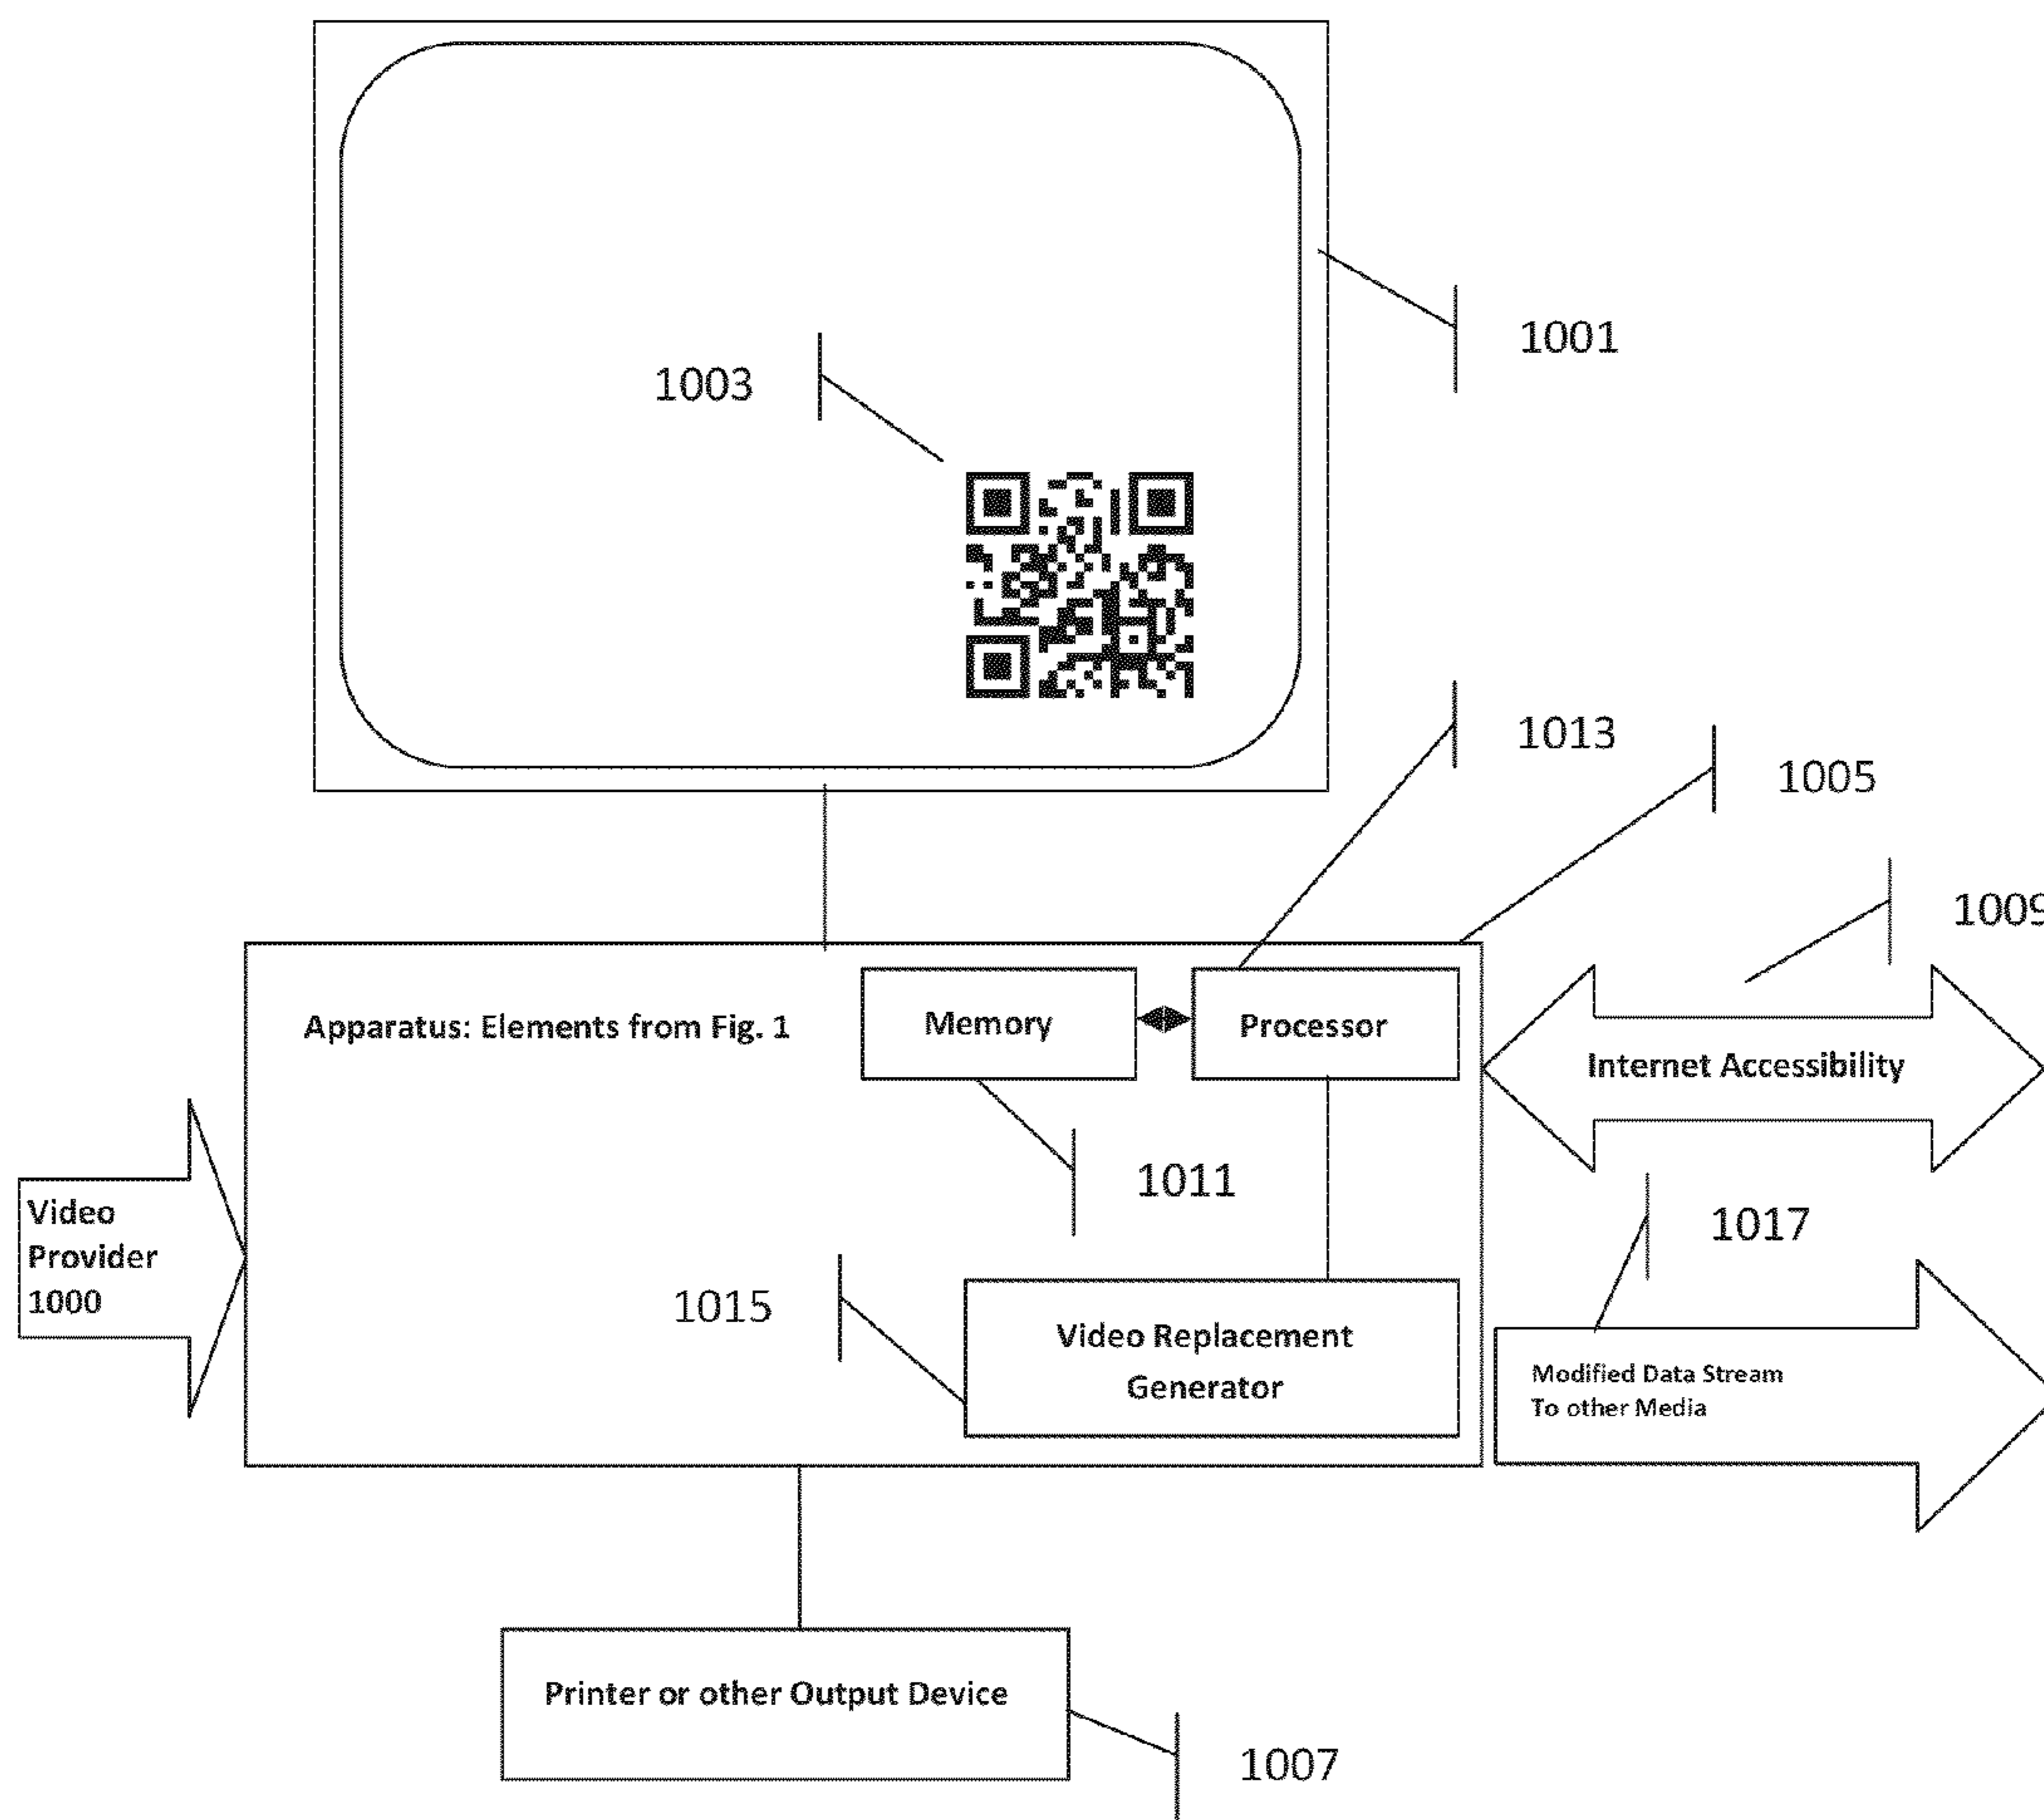 1001
1003
1013
1005
1009
Apparatus: Elements from Fig. 1
Memory
Processor
Internet Accessibility
1011
Video
Provider
1000
1017
1015
Video Replacement
Generator
Modified Data Stream
To other Media
Printer or other Output Device
1007